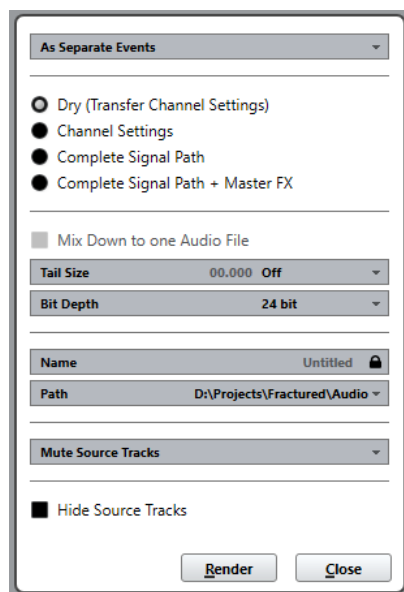 As Separate Events
Dry (Transfer Channel Settings)
Channel Settings
Complete Signal Path
Complete Signal Path + Master FX
Mix Down to one Audio File
Tail Size 00.000 Off
Bit Depth 24 bit
Name Untitled
Path D:\Projects\Fractured\Audio
Mute Source Tracks
Hide Source Tracks
Render Close